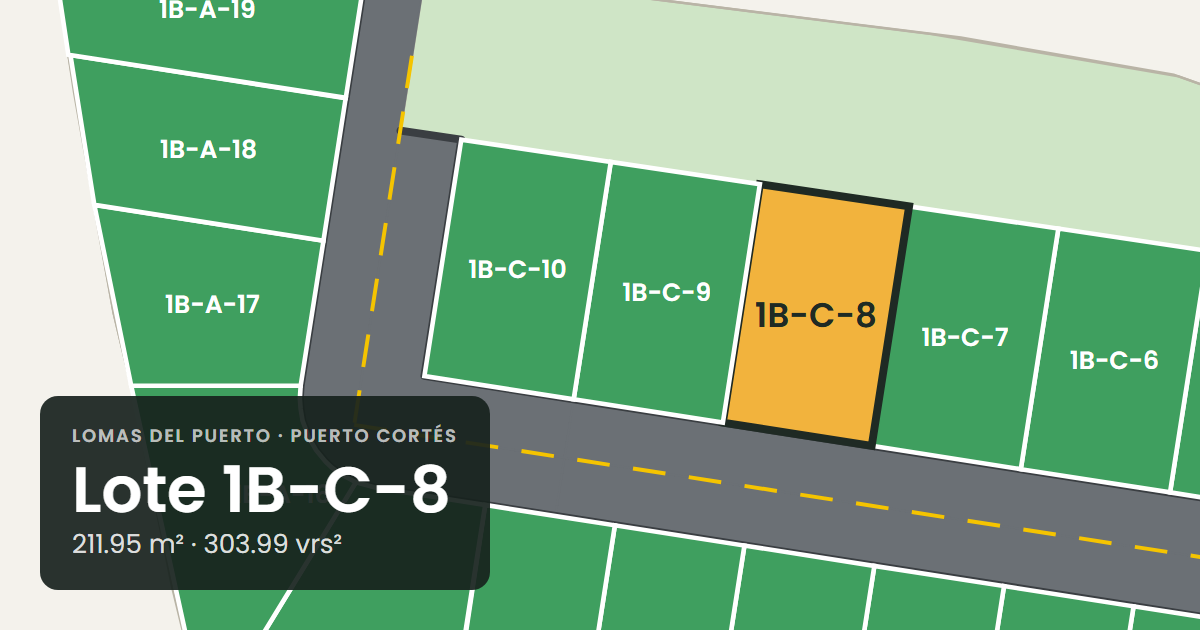 1B-A-19
1B-A-18
1B-A-17
1B-C-10
1B-C-9
1B-C-8
1B-C-7
1B-C-6
LOMAS DEL PUERTO · PUERTO CORTÉS
Lote 1B-C-8
211.95 m² · 303.99 vrs²